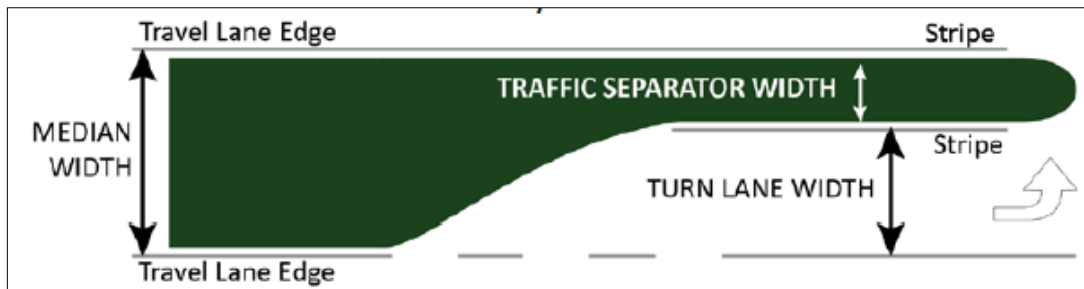 Travel Lane Edge
Stripe
TRAFFIC SEPARATOR WIDTH
MEDIAN
WIDTH
Stripe
TURN LANE WIDTH
Travel Lane Edge